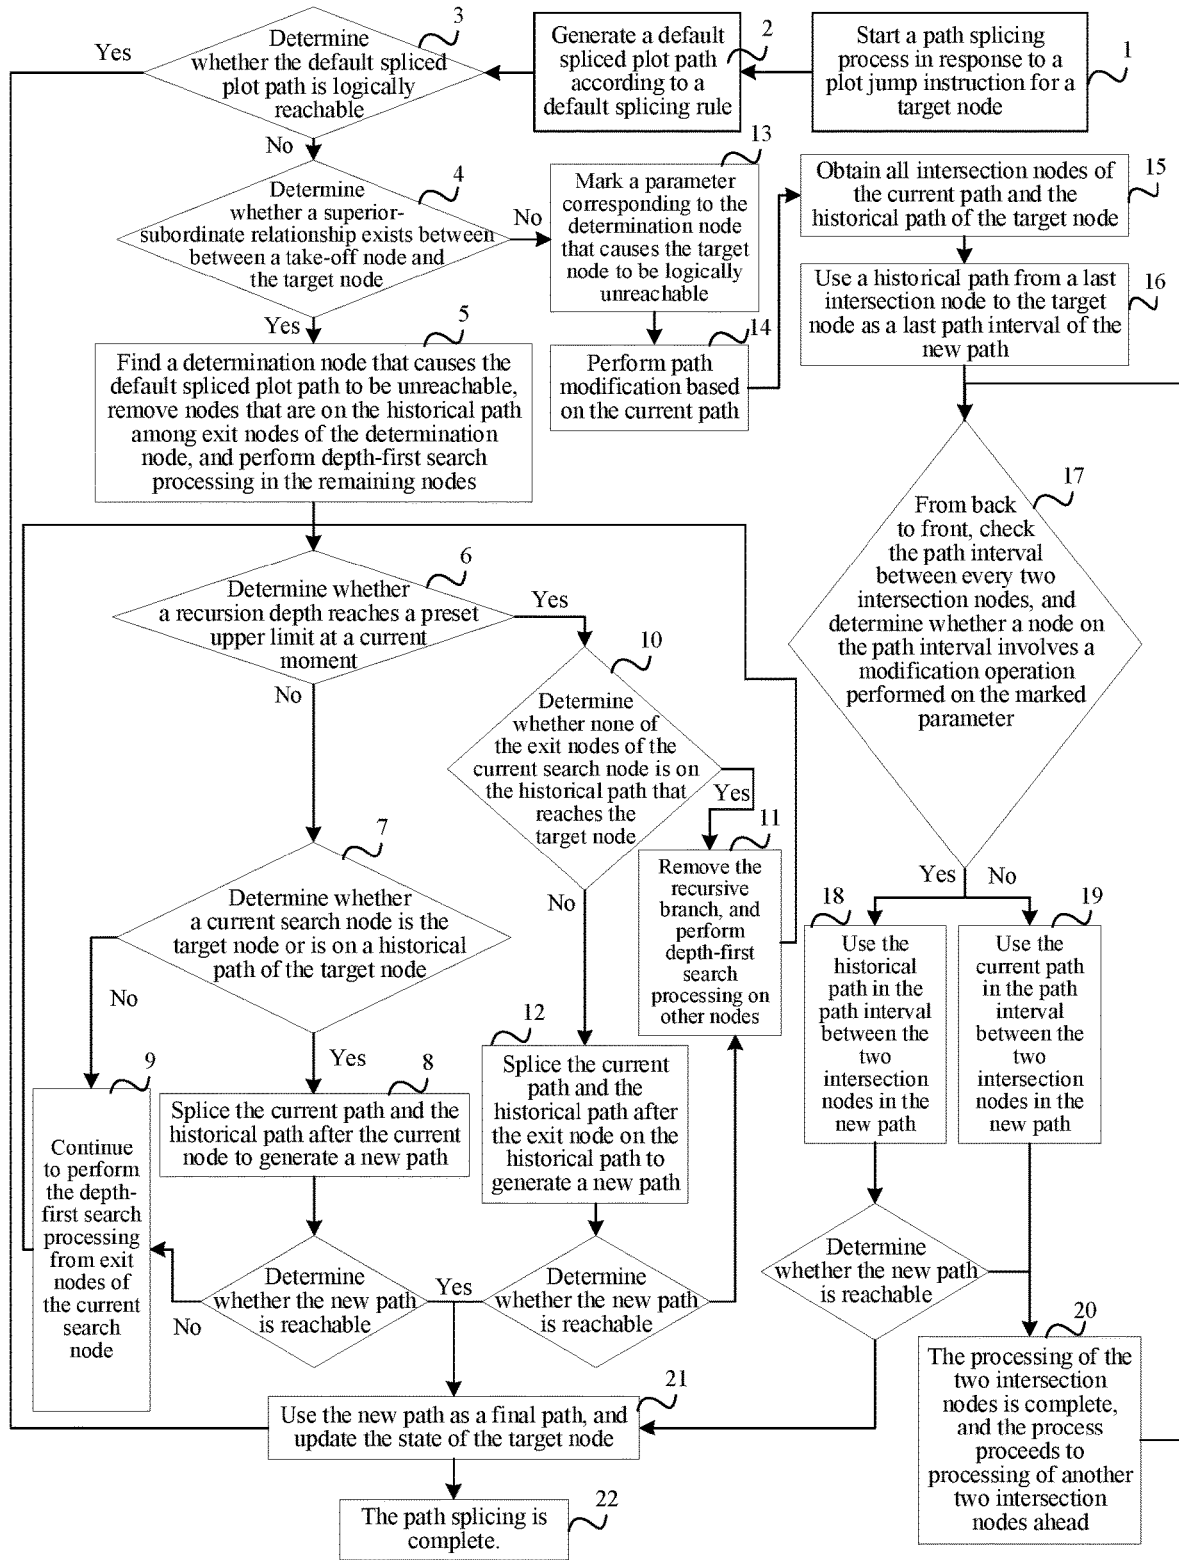 1
Start a path splicing
process in response to a
plot jump instruction for a
target node
2
Generate a default
spliced plot path
according to a
default splicing rule
3
Determine
whether the default spliced
plot path is logically
reachable
Yes
No
4
Determine
whether a superior-
subordinate relationship exists between
between a take-off node and
the target node
No
Yes
13
Mark a parameter
corresponding to the
determination node
that causes the target
node to be logically
unreachable
14
Perform path
modification based
on the current path
15
Obtain all intersection nodes of
the current path and the
historical path of the target node
16
Use a historical path from a last
intersection node to the target
node as a last path interval of the
new path
5
Find a determination node that causes the
default spliced plot path to be unreachable,
remove nodes that are on the historical path
among exit nodes of the determination
node, and perform depth-first search
processing in the remaining nodes
6
Determine whether
a recursion depth reaches a preset
upper limit at a current
moment
Yes
No
10
Determine
whether none of
the exit nodes of the
current search node is on
the historical path that
reaches the
target node
Yes
No
11
Remove the
recursive
branch, and
perform
depth-first
search
processing on
other nodes
7
Determine whether
a current search node is the
target node or is on a historical
path of the target node
No
Yes
8
Splice the current path and the
historical path after the current
node to generate a new path
9
Continue
to perform
the depth-
first search
processing
from exit
nodes of
the current
search
node
12
Splice the current
path and the
historical path after
the exit node on the
historical path to
generate a new path
Determine
whether the new path
is reachable
No
Yes
Determine
whether the new path
is reachable
17
From back
to front, check
the path interval
between every two
intersection nodes, and
determine whether a node on
the path interval involves a
modification operation
performed on the marked
parameter
Yes
No
18
Use the
historical
path in the
path interval
between the
two
intersection
nodes in the
new path
19
Use the
current path
in the path
interval
between the
two
intersection
nodes in the
new path
Determine
whether the new path
is reachable
20
The processing of the
two intersection
nodes is complete,
and the process
proceeds to
processing of another
two intersection
nodes ahead
21
Use the new path as a final path, and
update the state of the target node
22
The path splicing is
complete.